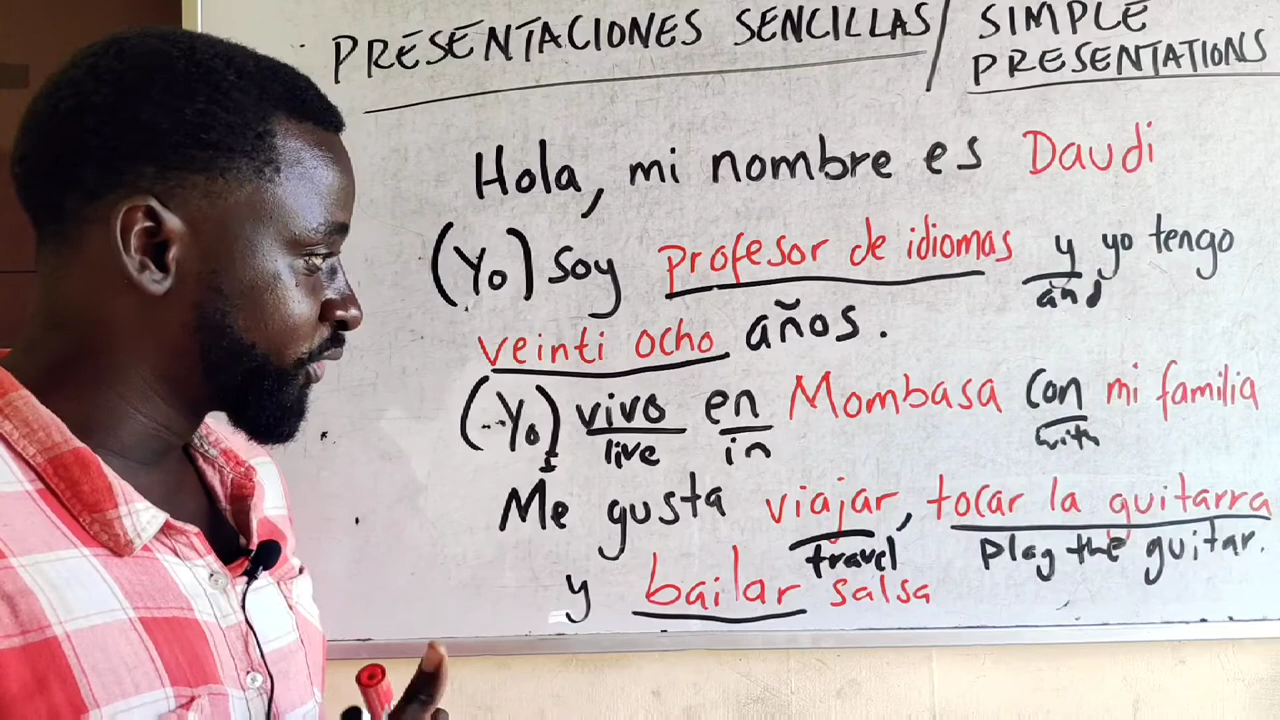 PRESENTACIONES SENCILLAS / SIMPLE PRESENTATIONS
Hola, mi nombre es Daudi
(Yo) soy profesor de idiomas y yo tengo
and
veinti ocho años.
(Yo) vivo en Mombasa con mi familia
I live in with
Me gusta viajar, tocar la guitarra
travel play the guitar.
y bailar salsa